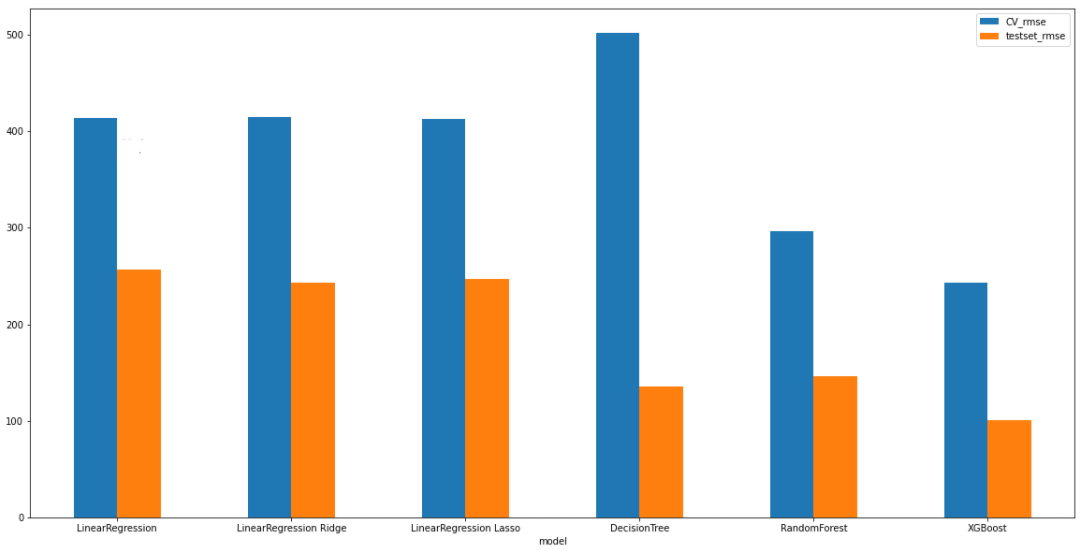 CV_rmse
testset_rmse
500
400
300
200
100
0
LinearRegression
LinearRegression Ridge
LinearRegression Lasso
DecisionTree
RandomForest
XGBoost
model